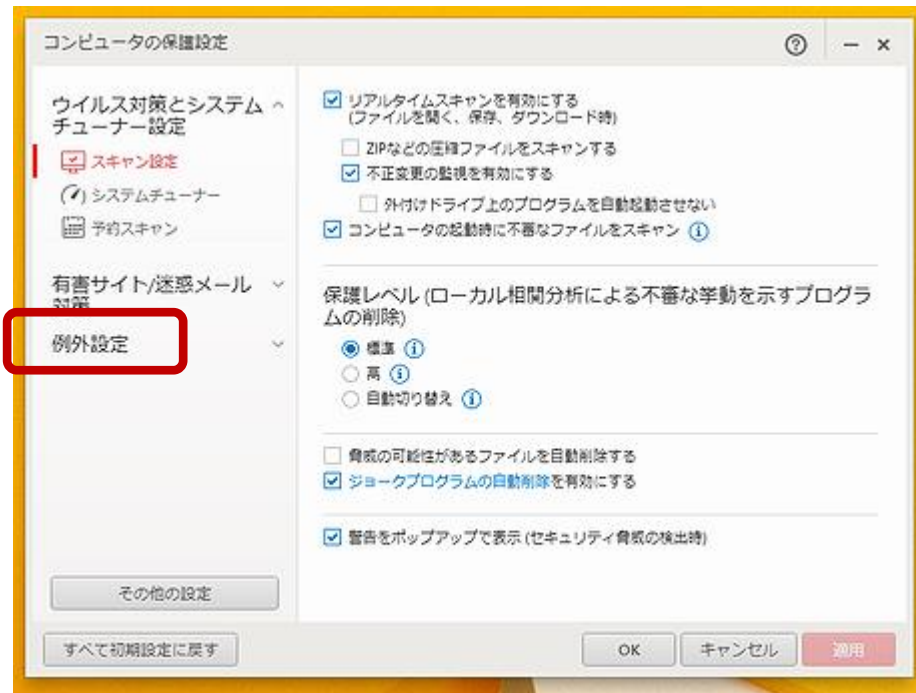 コンピュータの保護設定
ウイルス対策とシステム
チューナー設定
スキャン設定
システムチューナー
予約スキャン
有害サイト/迷惑メール
対策
例外設定
その他の設定
リアルタイムスキャンを有効にする
(ファイルを開く、保存、ダウンロード時)
ZIPなどの圧縮ファイルをスキャンする
不正変更の監視を有効にする
外付けドライブ上のプログラムを自動起動させない
コンピュータの起動時に不審なファイルをスキャン
保護レベル (ローカル相関分析による不審な挙動を示すプログラ
ムの削除)
標準
高
自動切り替え
脅威の可能性があるファイルを自動削除する
ジョークプログラムの自動削除を有効にする
警告をポップアップで表示 (セキュリティ脅威の検出時)
すべて初期設定に戻す
OK
キャンセル
適用